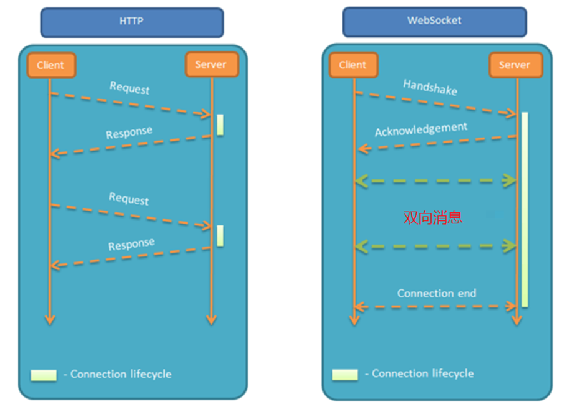 HTTP
Client
Server
Request
Response
Request
Response
- Connection lifecycle
WebSocket
Client
Server
Handshake
Acknowledgement
双向消息
Connection end
- Connection lifecycle